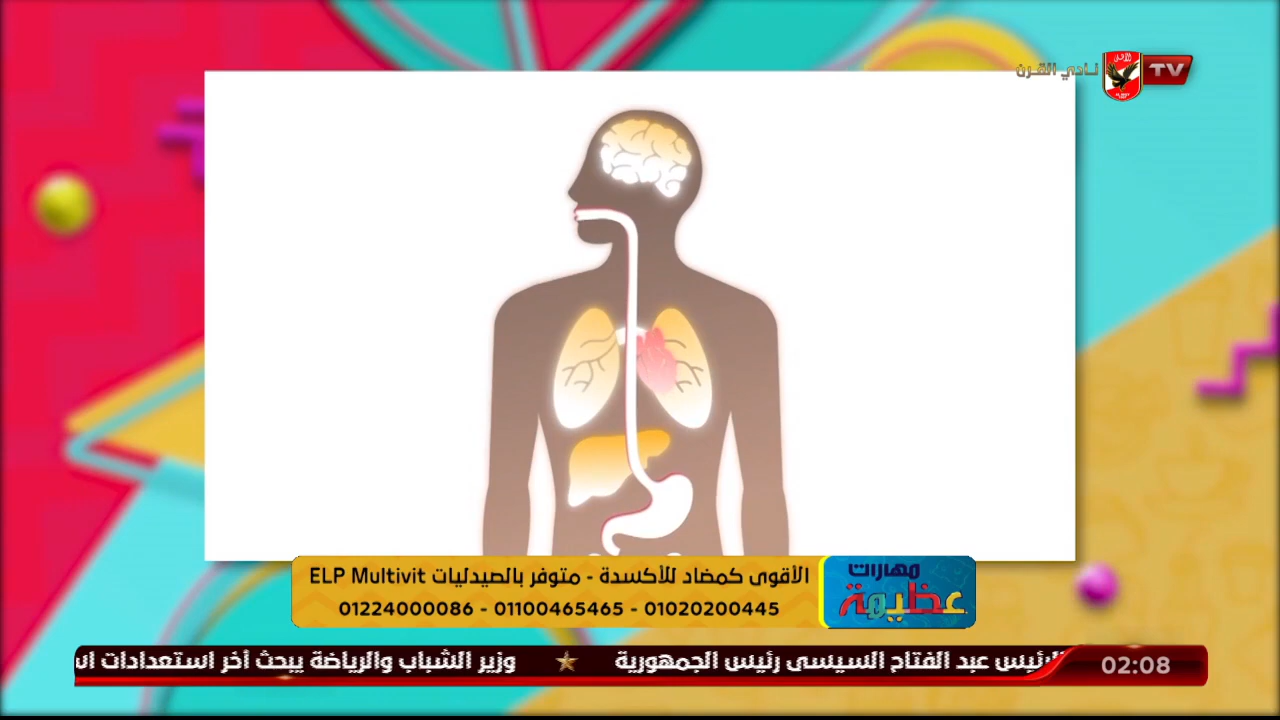 نادي القرن
TV
الأقوى كمضاد للأكسدة - متوفر بالصيدليات ELP Multivit
01020200445 - 01100465465 - 01224000086
مهارات
عظيمة
الرئيس عبد الفتاح السيسى رئيس الجمهورية
وزير الشباب والرياضة يبحث أخر استعدادات
02:08